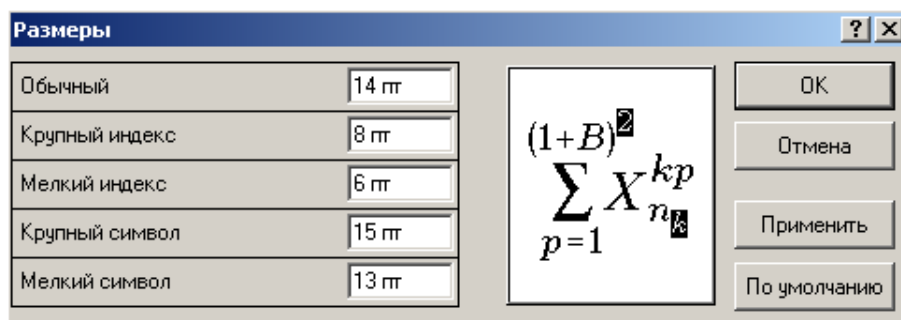 Размеры
Обычный 14 пт
Крупный индекс 8 пт
Мелкий индекс 6 пт
Крупный символ 15 пт
Мелкий символ 13 пт
(1+B)²
∑ X n k kp
p=1
ОК
Отмена
Применить
По умолчанию